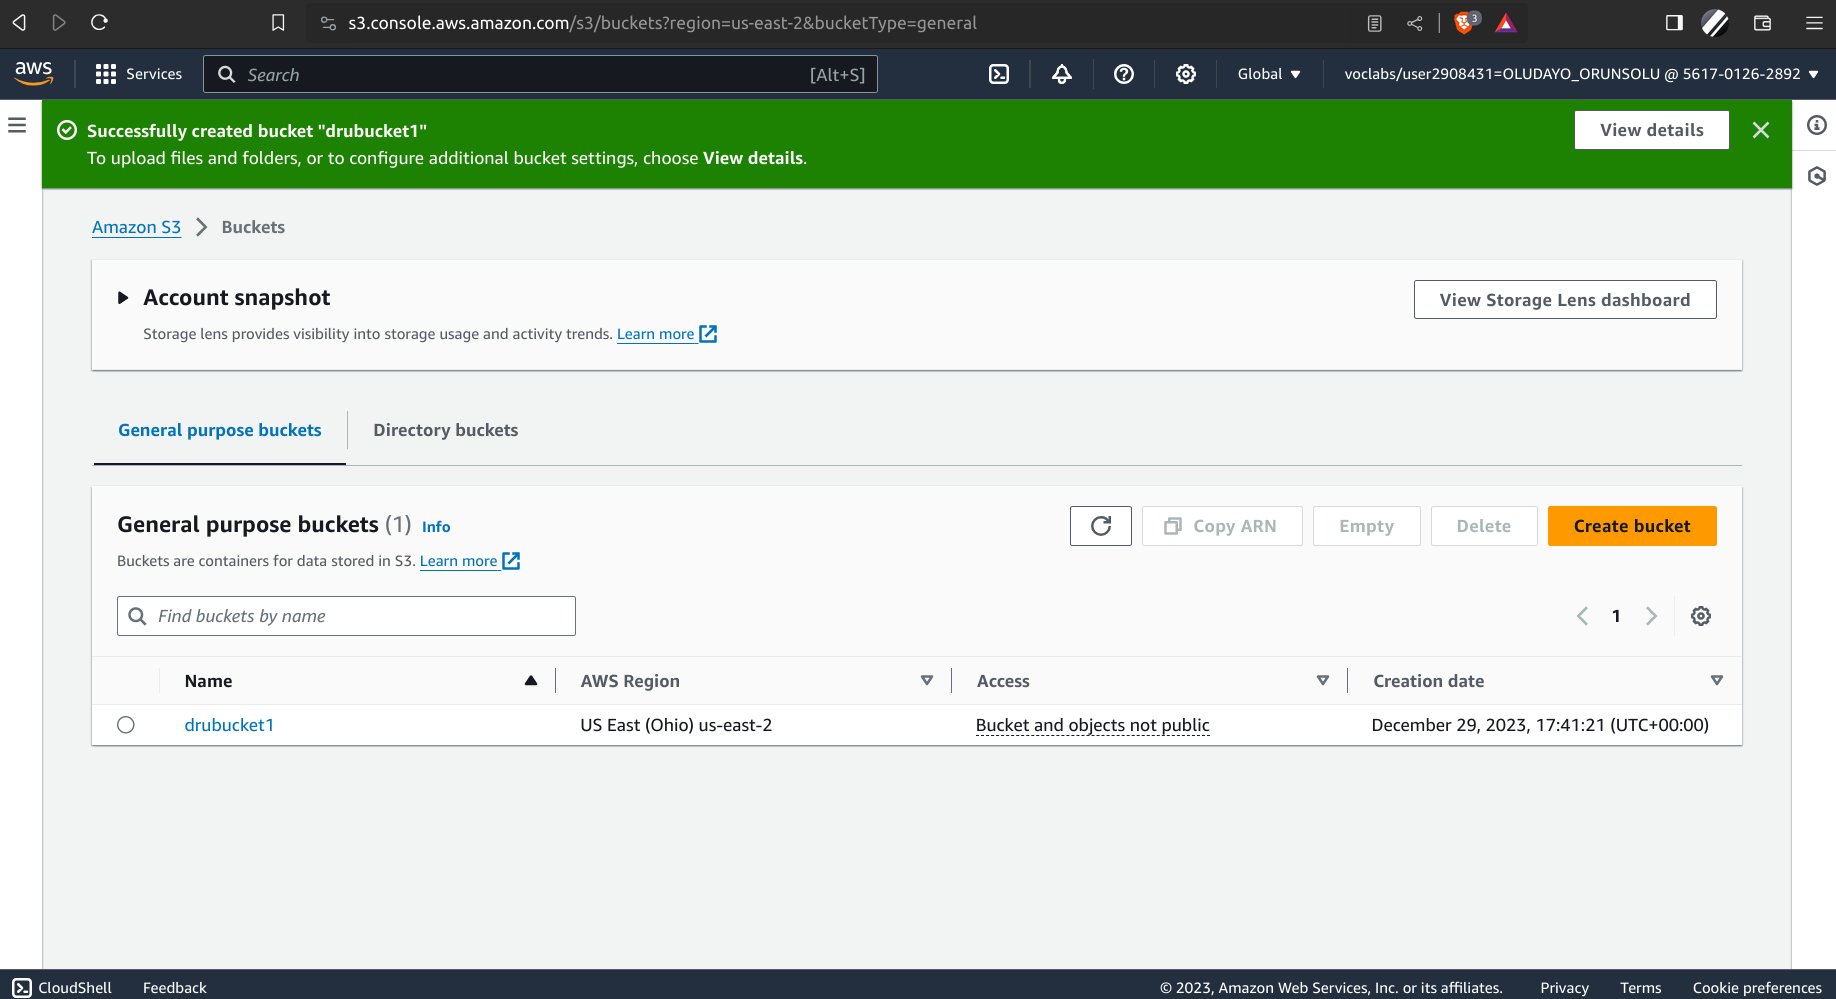 s3.console.aws.amazon.com/s3/buckets?region=us-east-2&bucketType=general
3
aws
Services
Search
[Alt+S]
Global
voclabs/user2908431=OLUDAYO_ORUNSOLU @ 5617-0126-2892
Successfully created bucket "drubucket1"
To upload files and folders, or to configure additional bucket settings, choose View details.
View details
Amazon S3
Buckets
Account snapshot
Storage lens provides visibility into storage usage and activity trends. Learn more
View Storage Lens dashboard
General purpose buckets
Directory buckets
General purpose buckets (1) Info
Buckets are containers for data stored in S3. Learn more
Copy ARN
Empty
Delete
Create bucket
Find buckets by name
1
Name
AWS Region
Access
Creation date
drubucket1
US East (Ohio) us-east-2
Bucket and objects not public
December 29, 2023, 17:41:21 (UTC+00:00)
CloudShell
Feedback
© 2023, Amazon Web Services, Inc. or its affiliates.
Privacy
Terms
Cookie preferences